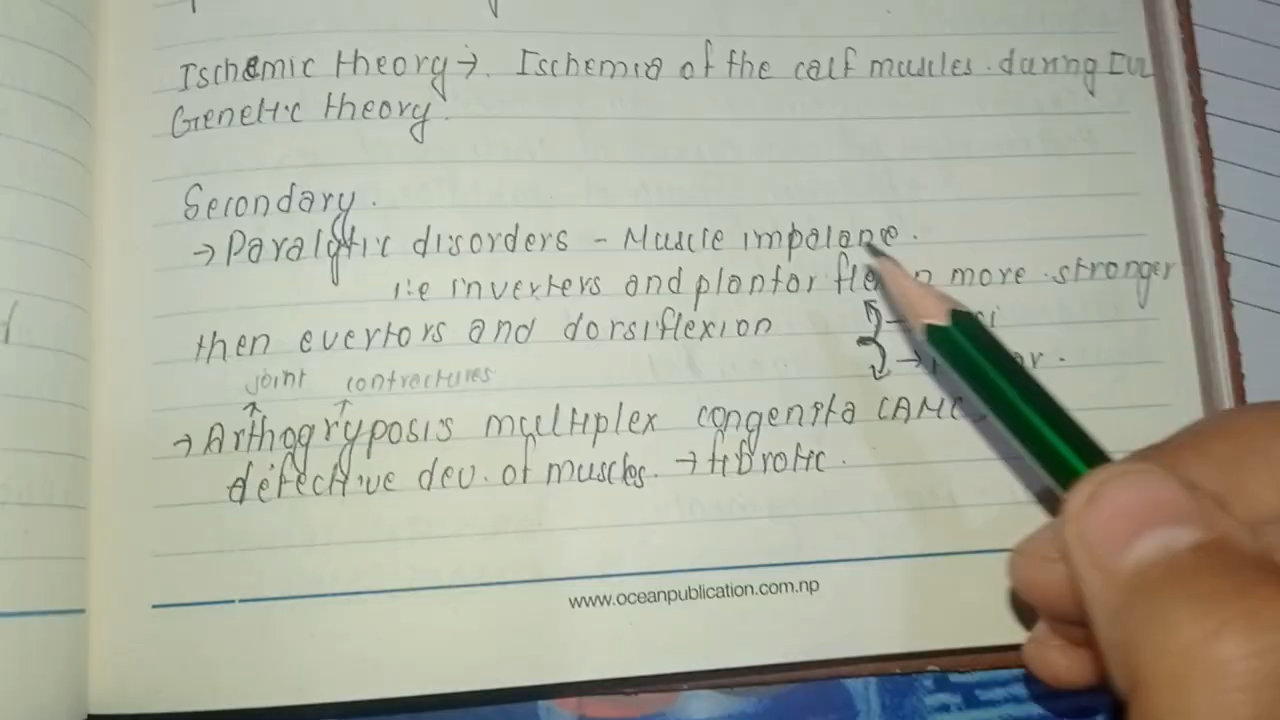 Ischemic theory → Ischemia of the calf muscles during IU
Genetic theory
Secondary.
→ Paralytic disorders - Muscle imbalance.
i.e inverters and plantar more stronger
then evertors and dorsiflexion
joint contractures
→ Arthogryposis multiplex congenita (AMC
defective dev. of muscles. → fibrotic.
www.oceanpublication.com.np